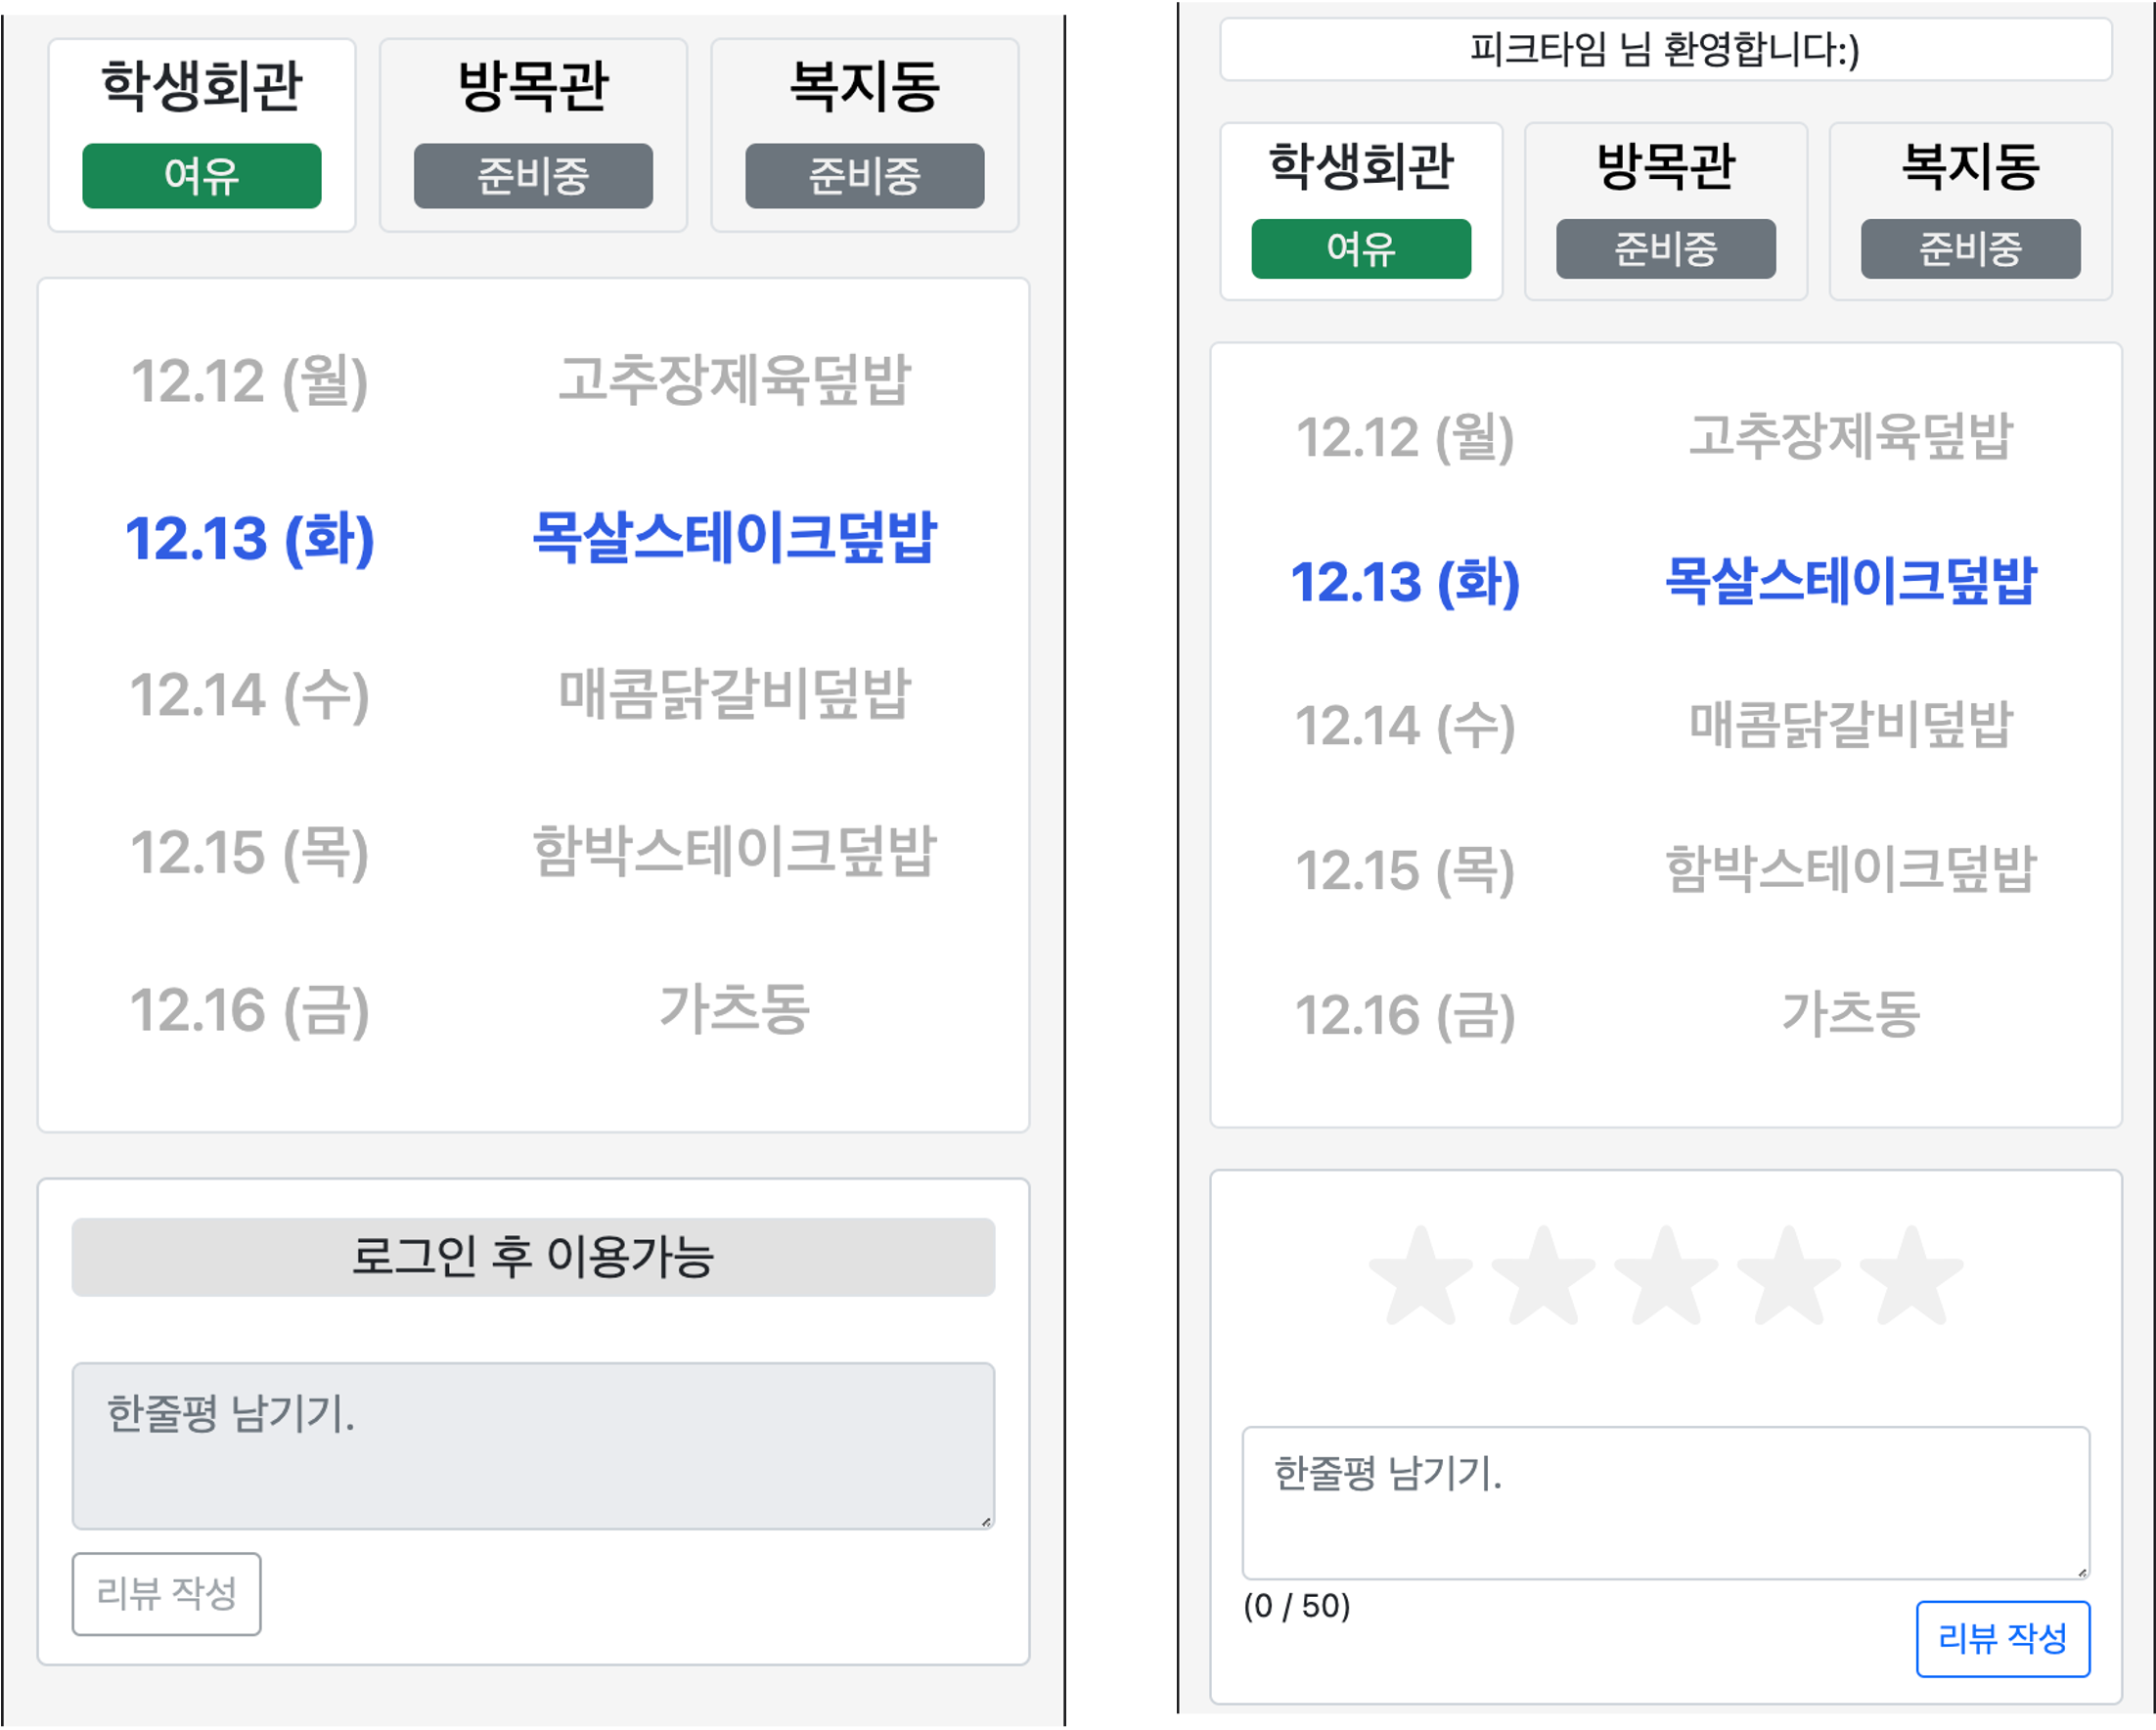 학생회관 방목관 복지동
여유 준비중 준비중
12.12 (월) 고추장제육덮밥
12.13 (화) 목살스테이크덮밥
12.14 (수) 매콤닭갈비덮밥
12.15 (목) 함박스테이크덮밥
12.16 (금) 가츠동
로그인 후 이용가능
한줄평 남기기.
리뷰 작성
피크타임 님 환영합니다:)
학생회관 방목관 복지동
여유 준비중 준비중
12.12 (월) 고추장제육덮밥
12.13 (화) 목살스테이크덮밥
12.14 (수) 매콤닭갈비덮밥
12.15 (목) 함박스테이크덮밥
12.16 (금) 가츠동
한줄평 남기기.
(0 / 50)
리뷰 작성